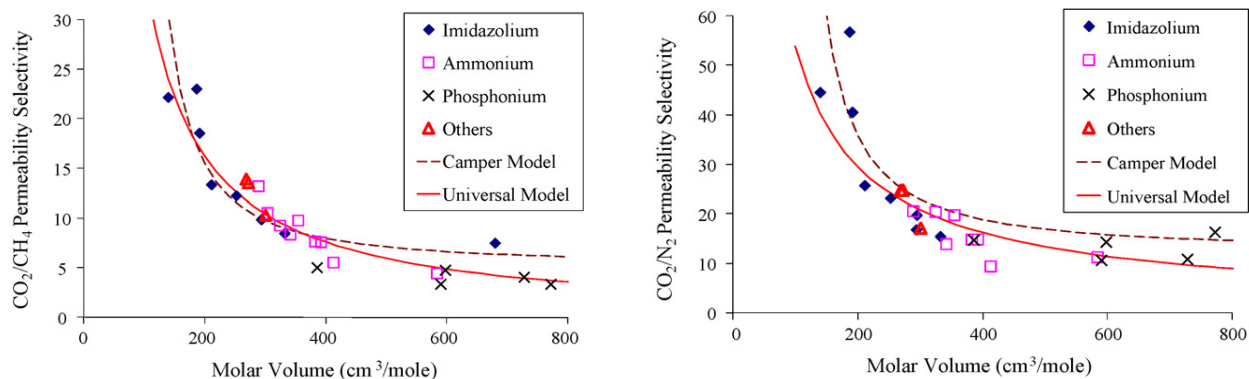 CO₂/CH₄ Permeability Selectivity
30
25
20
15
10
5
0
0
200
400
600
800
Molar Volume (cm³/mole)
Imidazolium
Ammonium
Phosphonium
Others
Camper Model
Universal Model
CO₂/N₂ Permeability Selectivity
60
50
40
30
20
10
0
0
200
400
600
800
Molar Volume (cm³/mole)
Imidazolium
Ammonium
Phosphonium
Others
Camper Model
Universal Model